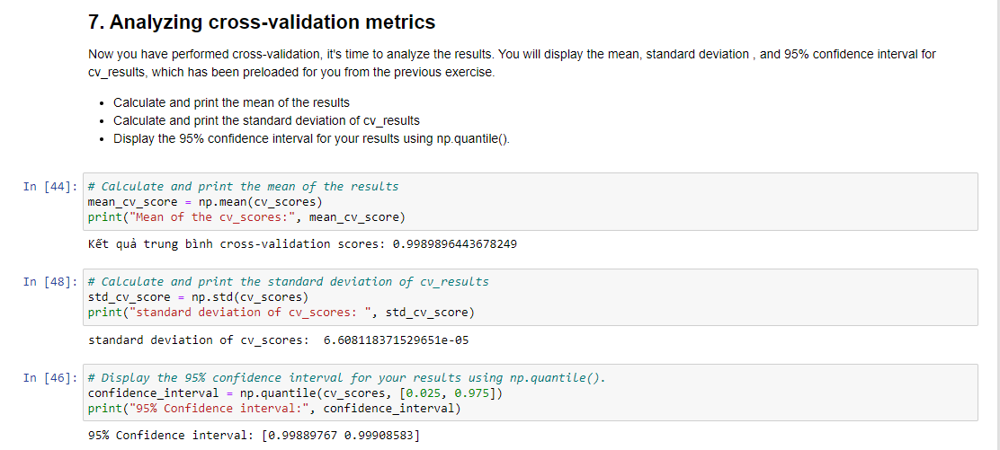 7. Analyzing cross-validation metrics
Now you have performed cross-validation, it's time to analyze the results. You will display the mean, standard deviation , and 95% confidence interval for
cv_results, which has been preloaded for you from the previous exercise.
• Calculate and print the mean of the results
• Calculate and print the standard deviation of cv_results
• Display the 95% confidence interval for your results using np.quantile().
In [44]: # Calculate and print the mean of the results
mean_cv_score = np.mean(cv_scores)
print("Mean of the cv_scores:", mean_cv_score)
Kết quả trung bình cross-validation scores: 0.9989896443678249
In [48]: # Calculate and print the standard deviation of cv_results
std_cv_score = np.std(cv_scores)
print("standard deviation of cv_scores: ", std_cv_score)
standard deviation of cv_scores:  6.608118371529651e-05
In [46]: # Display the 95% confidence interval for your results using np.quantile().
confidence_interval = np.quantile(cv_scores, [0.025, 0.975])
print("95% Confidence interval:", confidence_interval)
95% Confidence interval: [0.99889767 0.99908583]